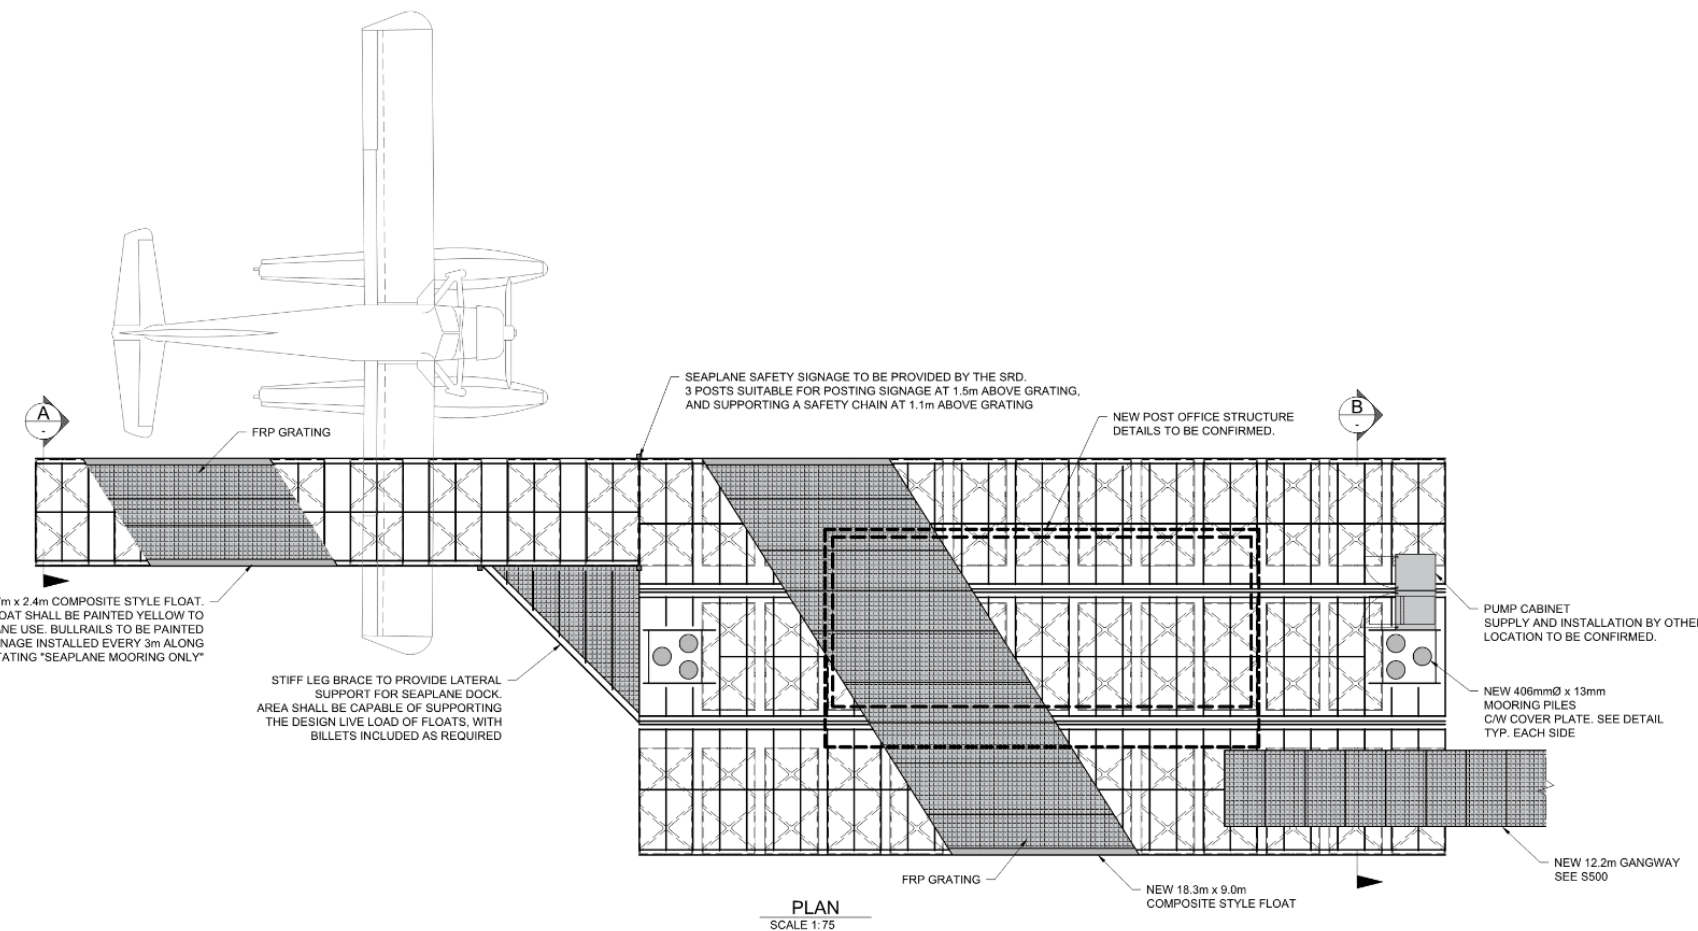 SEAPLANE SAFETY SIGNAGE TO BE PROVIDED BY THE SRD.
3 POSTS SUITABLE FOR POSTING SIGNAGE AT 1.5m ABOVE GRATING,
AND SUPPORTING A SAFETY CHAIN AT 1.1m ABOVE GRATING
A
-
FRP GRATING
NEW POST OFFICE STRUCTURE
DETAILS TO BE CONFIRMED.
B
-
m x 2.4m COMPOSITE STYLE FLOAT.
OAT SHALL BE PAINTED YELLOW TO
ANE USE. BULLRAILS TO BE PAINTED
NAGE INSTALLED EVERY 3m ALONG
TATING "SEAPLANE MOORING ONLY"
STIFF LEG BRACE TO PROVIDE LATERAL
SUPPORT FOR SEAPLANE DOCK.
AREA SHALL BE CAPABLE OF SUPPORTING
THE DESIGN LIVE LOAD OF FLOATS, WITH
BILLETS INCLUDED AS REQUIRED
PUMP CABINET
SUPPLY AND INSTALLATION BY OTHER
LOCATION TO BE CONFIRMED.
NEW 406mmØ x 13mm
MOORING PILES
C/W COVER PLATE. SEE DETAIL
TYP. EACH SIDE
FRP GRATING
NEW 18.3m x 9.0m
COMPOSITE STYLE FLOAT
NEW 12.2m GANGWAY
SEE S500
PLAN
SCALE 1:75